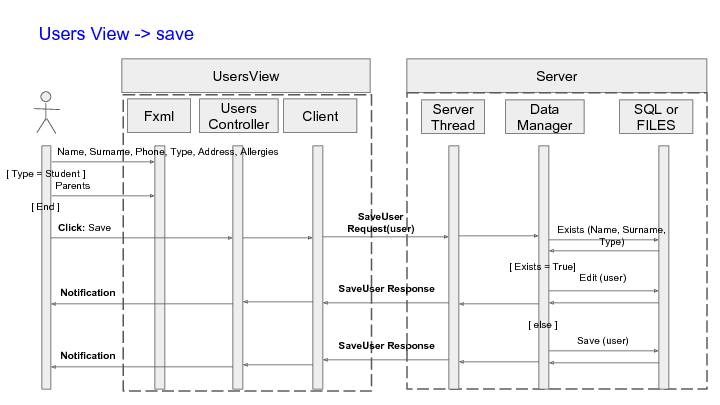 Users View -> save
UsersView
Server
Fxml
Users
Controller
Client
Server
Thread
Data
Manager
SQL or
FILES
Name, Surname, Phone, Type, Address, Allergies
[ Type = Student ]
Parents
[ End ]
Click: Save
SaveUser
Request(user)
Exists (Name, Surname,
Type)
[ Exists = True]
Edit (user)
Notification
SaveUser Response
[ else ]
Save (user)
Notification
SaveUser Response